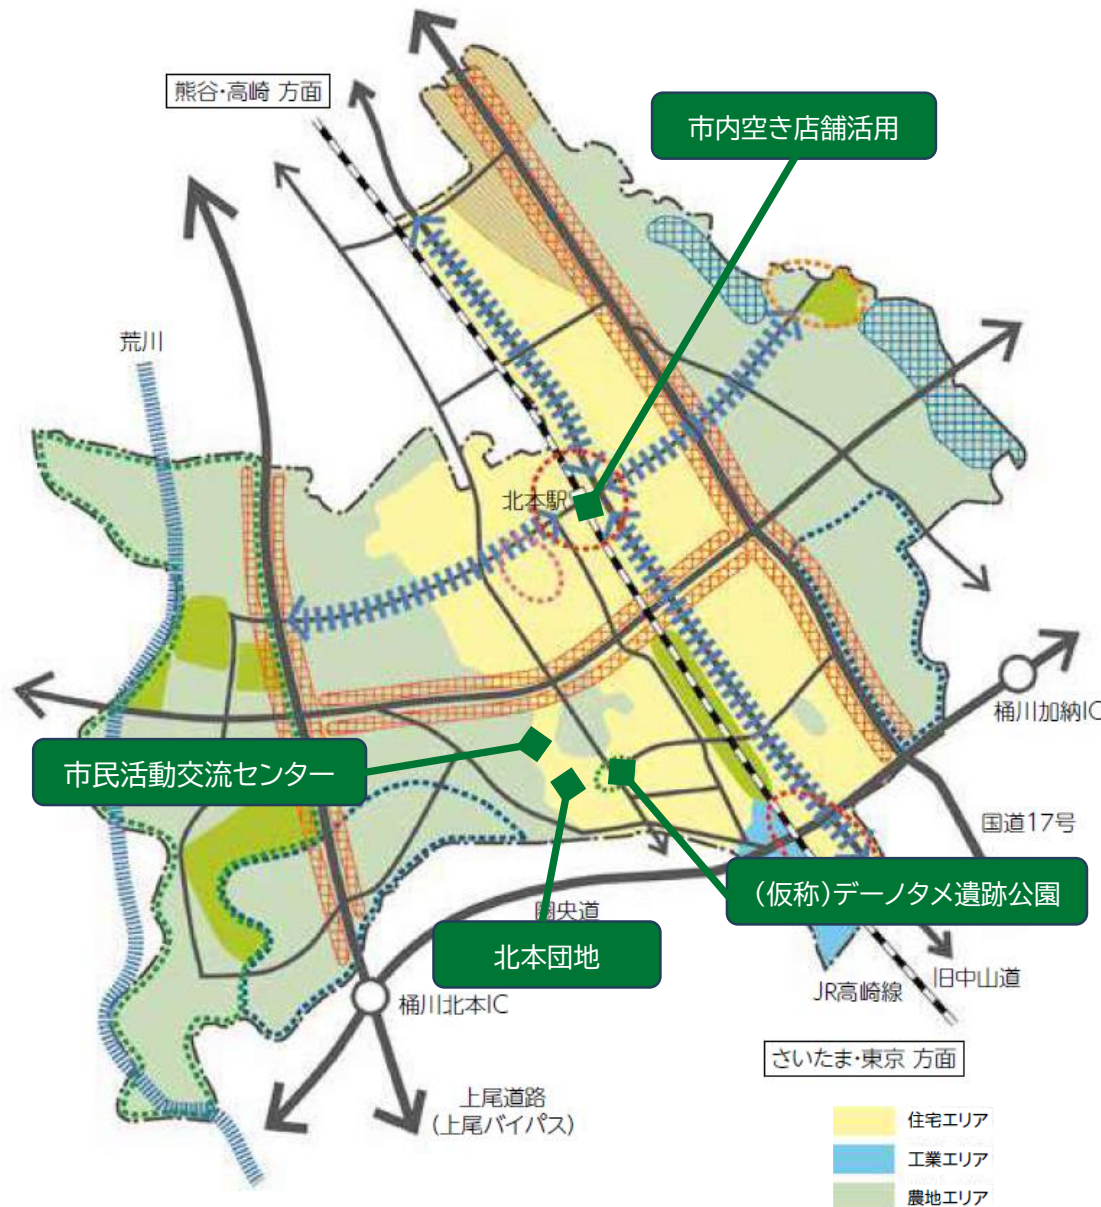 熊谷・高崎 方面
市内空き店舗活用
荒川
北本駅
桶川加納IC
市民活動交流センター
国道17号
(仮称)デーノタメ遺跡公園
圏央道
北本団地
JR高崎線
旧中山道
桶川北本IC
さいたま・東京 方面
上尾道路
(上尾バイパス)
住宅エリア
工業エリア
農地エリア